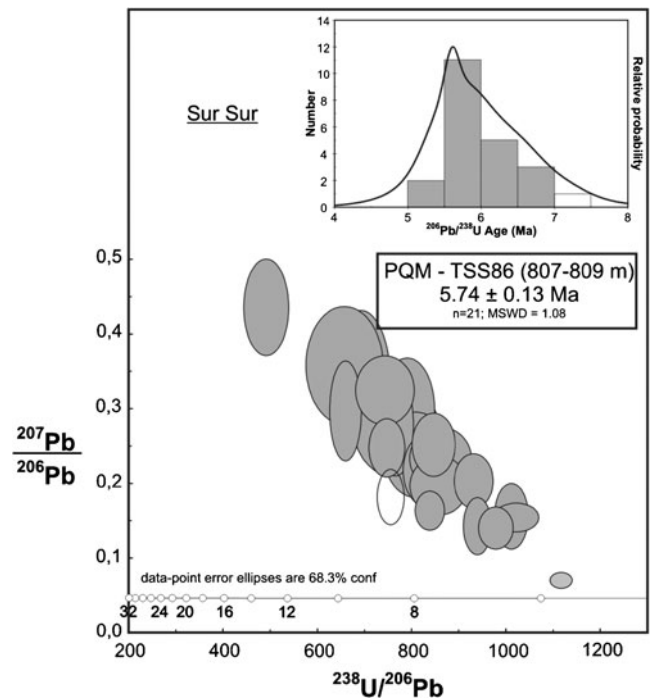 14
12
10
8
6
4
2
0
Number
Relative probability
4 5 6 7 8
206Pb/238U Age (Ma)
Sur Sur
PQM - TSS86 (807-809 m)
5.74 ± 0.13 Ma
n=21; MSWD = 1.08
0,5
0,4
0,3
0,2
0,1
0,0
207Pb
206Pb
data-point error ellipses are 68.3% conf
32 24 20 16 12 8
200 400 600 800 1000 1200
238U/206Pb